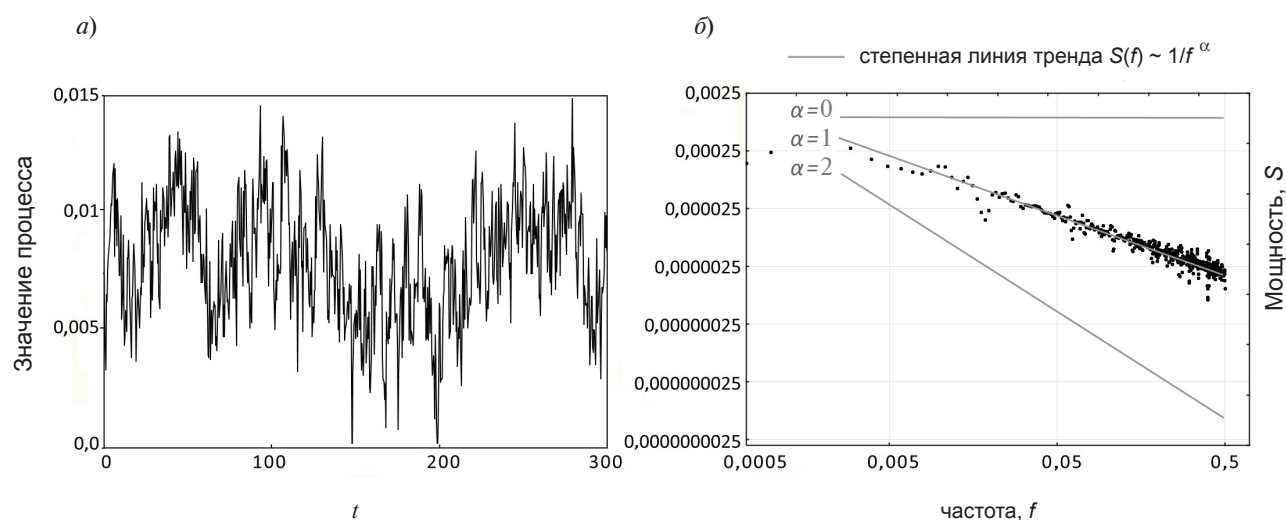 а)
0,015
0,01
0,005
0,0
0
100
200
300
Значение процесса
t
б)
степенная линия тренда S(f) ~ 1/f α
0,0025
0,00025
0,000025
0,0000025
0,00000025
0,000000025
0,0000000025
α=0
α=1
α=2
0,0005
0,005
0,05
0,5
Мощность, S
частота, f